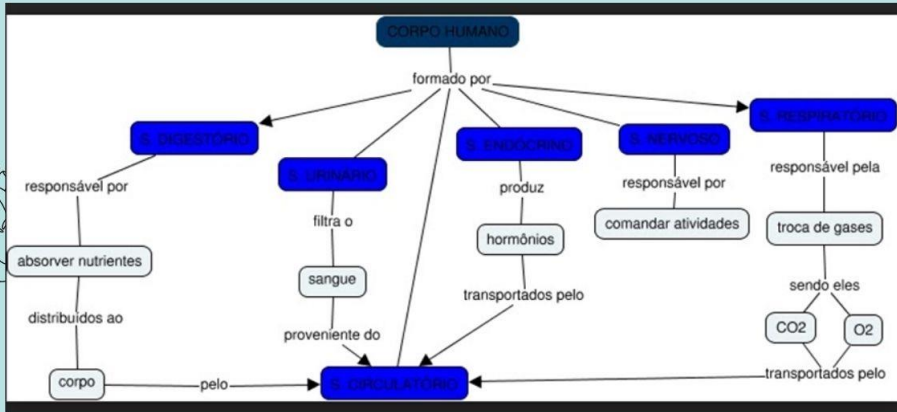 CORPO HUMANO
formado por
S. DIGESTÓRIO
S. URINÁRIO
S. ENDÓCRINO
S. NERVOSO
S. RESPIRATÓRIO
responsável por
filtra o
produz
responsável por
responsável pela
absorver nutrientes
sangue
hormônios
comandar atividades
troca de gases
distribuídos ao
proveniente do
transportados pelo
sendo eles
CO2
O2
corpo
pelo
S. CIRCULATÓRIO
transportados pelo